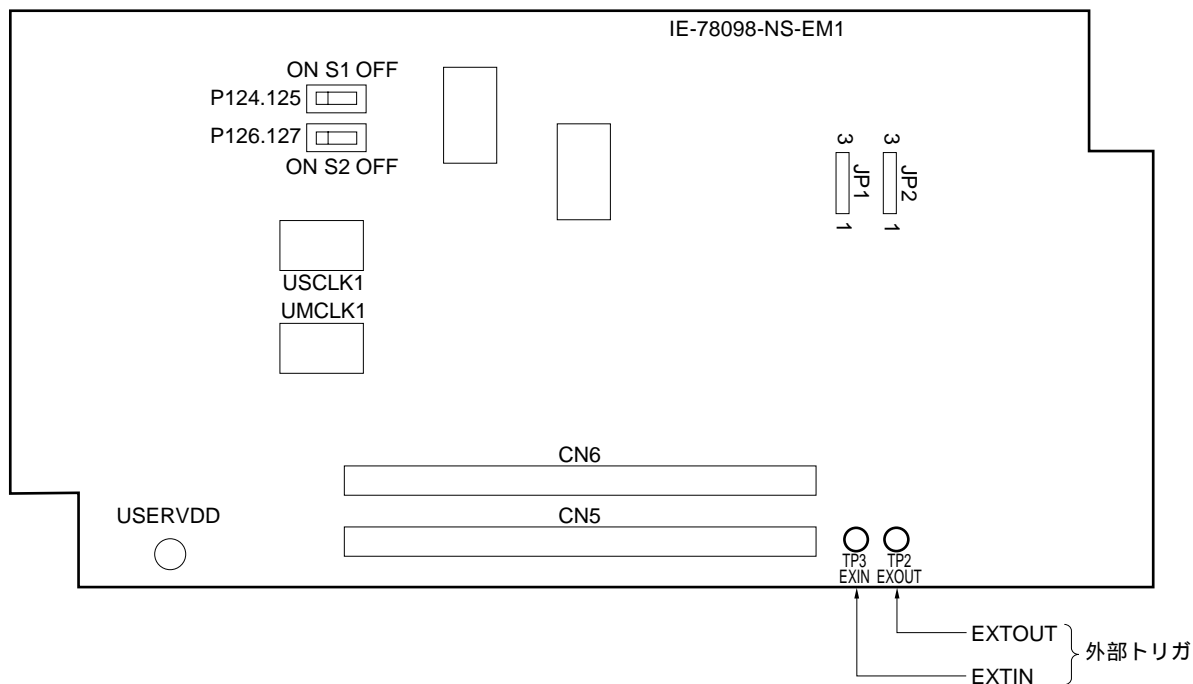 IE-78098-NS-EM1
ON S1 OFF
P124.125
P126.127
ON S2 OFF
3
JP1
1
3
JP2
1
USCLK1
UMCLK1
CN6
CN5
USERVDD
TP3
EXIN
TP2
EXOUT
EXTOUT
EXTIN
外部トリガ